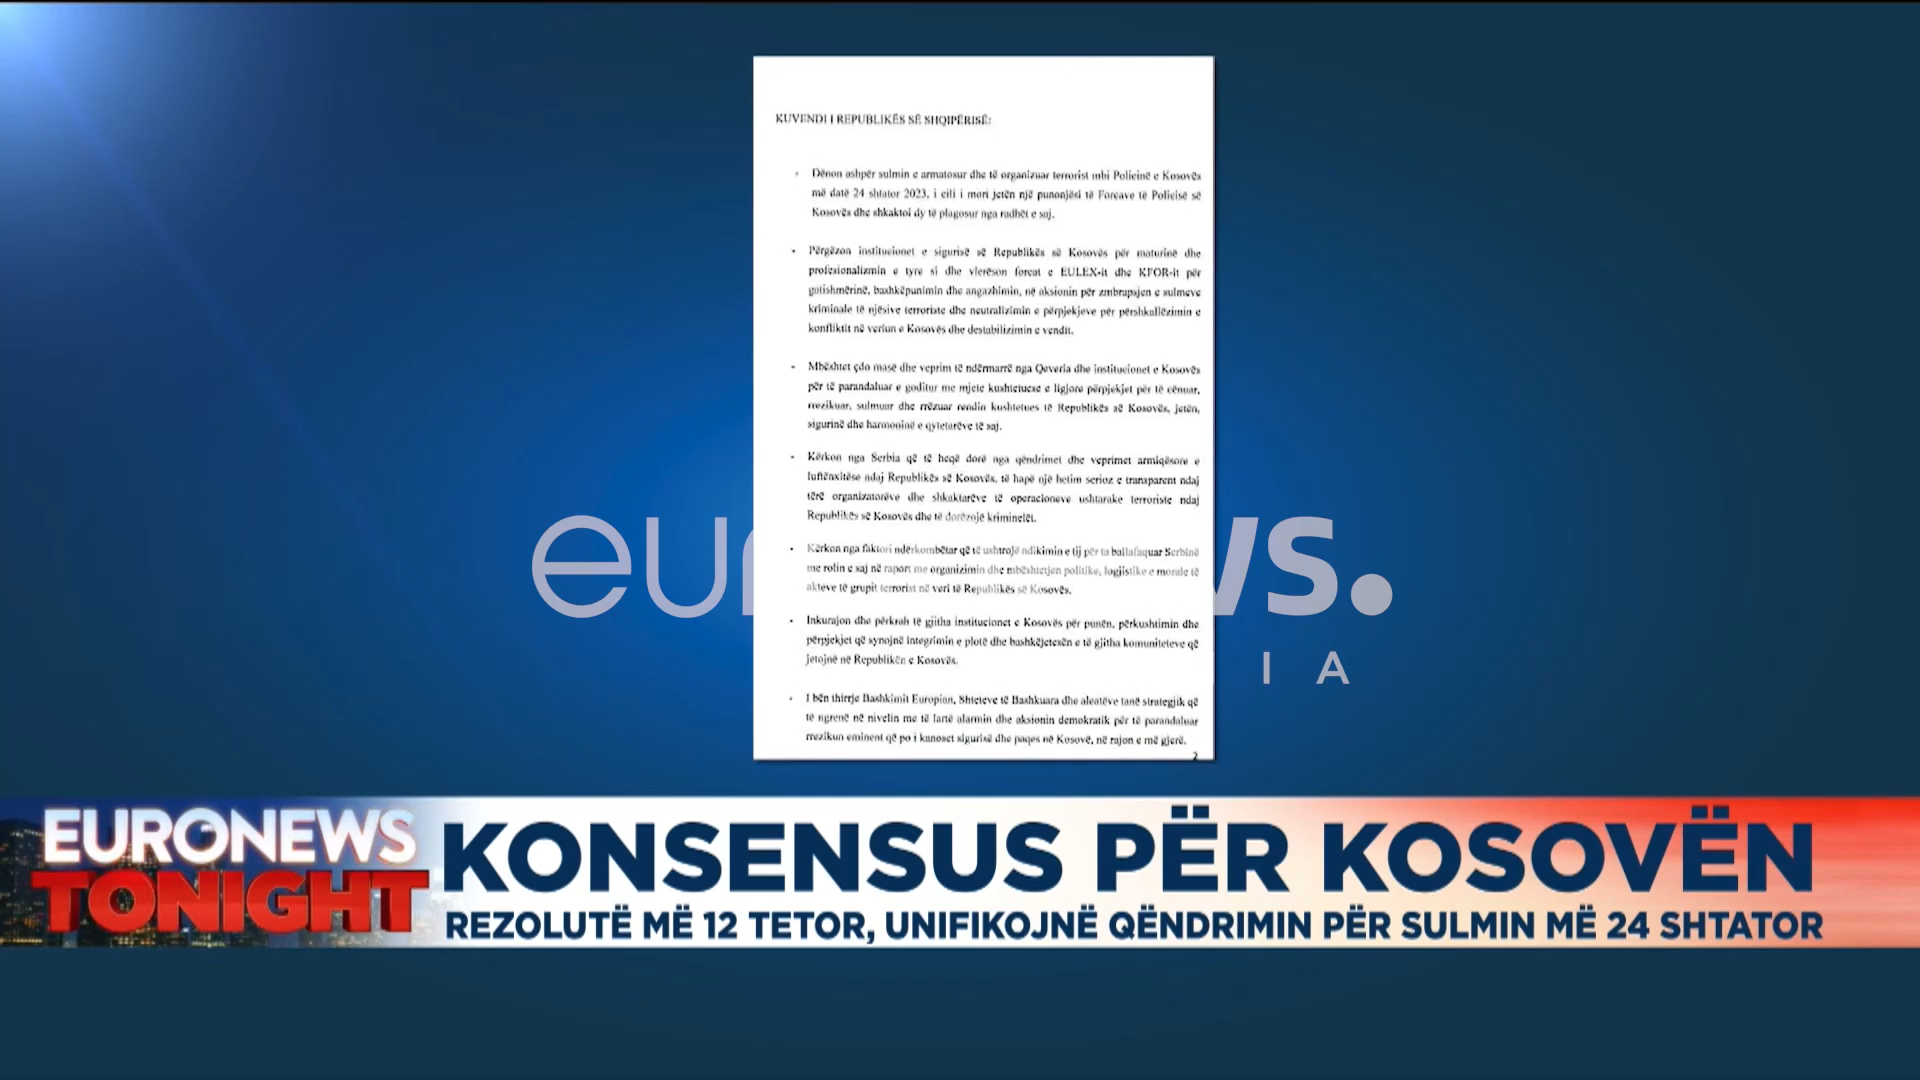 KUVENDI I REPUBLIKËS SË SHQIPËRISË:
- Dënon ashpër sulmin e armatosur dhe të organizuar terrorist mbi Policinë e Kosovës
më datë 24 shtator 2023, i cili i mori jetën një punonjësi të Forcave të Policisë së
Kosovës dhe shkaktoi dy të plagosur nga radhët e saj.
- Përgëzon institucionet e sigurisë së Republikës së Kosovës për maturinë dhe
profesionalizmin e tyre si dhe vlerëson forcat e EULEX-it dhe KFOR-it për
gatishmërinë, bashkëpunimin dhe angazhimin, në aksionin për zmbrapsjen e sulmeve
kriminale të njësive terroriste dhe neutralizimin e përpjekjeve për përshkallëzimin e
konfliktit në veriun e Kosovës dhe destabilizimin e vendit.
- Mbështet çdo masë dhe veprim të ndërmarrë nga Qeveria dhe institucionet e Kosovës
për të parandaluar e goditur me mjete kushtetuese e ligjore përpjekjet për të cënuar,
rrezikuar, sulmuar dhe rrëzuar rendin kushtetues të Republikës së Kosovës, jetën,
sigurinë dhe harmoninë e qytetarëve të saj.
- Kërkon nga Serbia që të heqë dorë nga qëndrimet dhe veprimet armiqësore e
luftënxitëse ndaj Republikës së Kosovës, të hapë një hetim serioz e transparent ndaj
tërë organizatorëve dhe shkaktarëve të operacioneve ushtarake terroriste ndaj
Republikës së Kosovës dhe të dorëzojë kriminelët.
- Kërkon nga faktori ndërkombëtar që të ushtrojë ndikimin e tij për ta ballafaquar Serbinë
me rolin e saj në raport me organizimin dhe mbështetjen politike, logjistike e morale të
akteve të grupit terrorist në veri të Republikës së Kosovës.
- Inkurajon dhe përkrah të gjitha institucionet e Kosovës për punën, përkushtimin dhe
përpjekjet që synojnë integrimin e plotë dhe bashkëjetesën e të gjitha komuniteteve që
jetojnë në Republikën e Kosovës.
- I bën thirrje Bashkimit Europian, Shteteve të Bashkuara dhe aleatëve tanë strategjik që
të ngrenë në nivelin me të lartë alarmin dhe aksionin demokratik për të parandaluar
rrezikun eminent që po i kanoset sigurisë dhe paqes në Kosovë, në rajon e më gjerë.
2
EURONEWS
TONIGHT
KONSENSUS PËR KOSOVËN
REZOLUTË MË 12 TETOR, UNIFIKOJNË QËNDRIMIN PËR SULMIN MË 24 SHTATOR